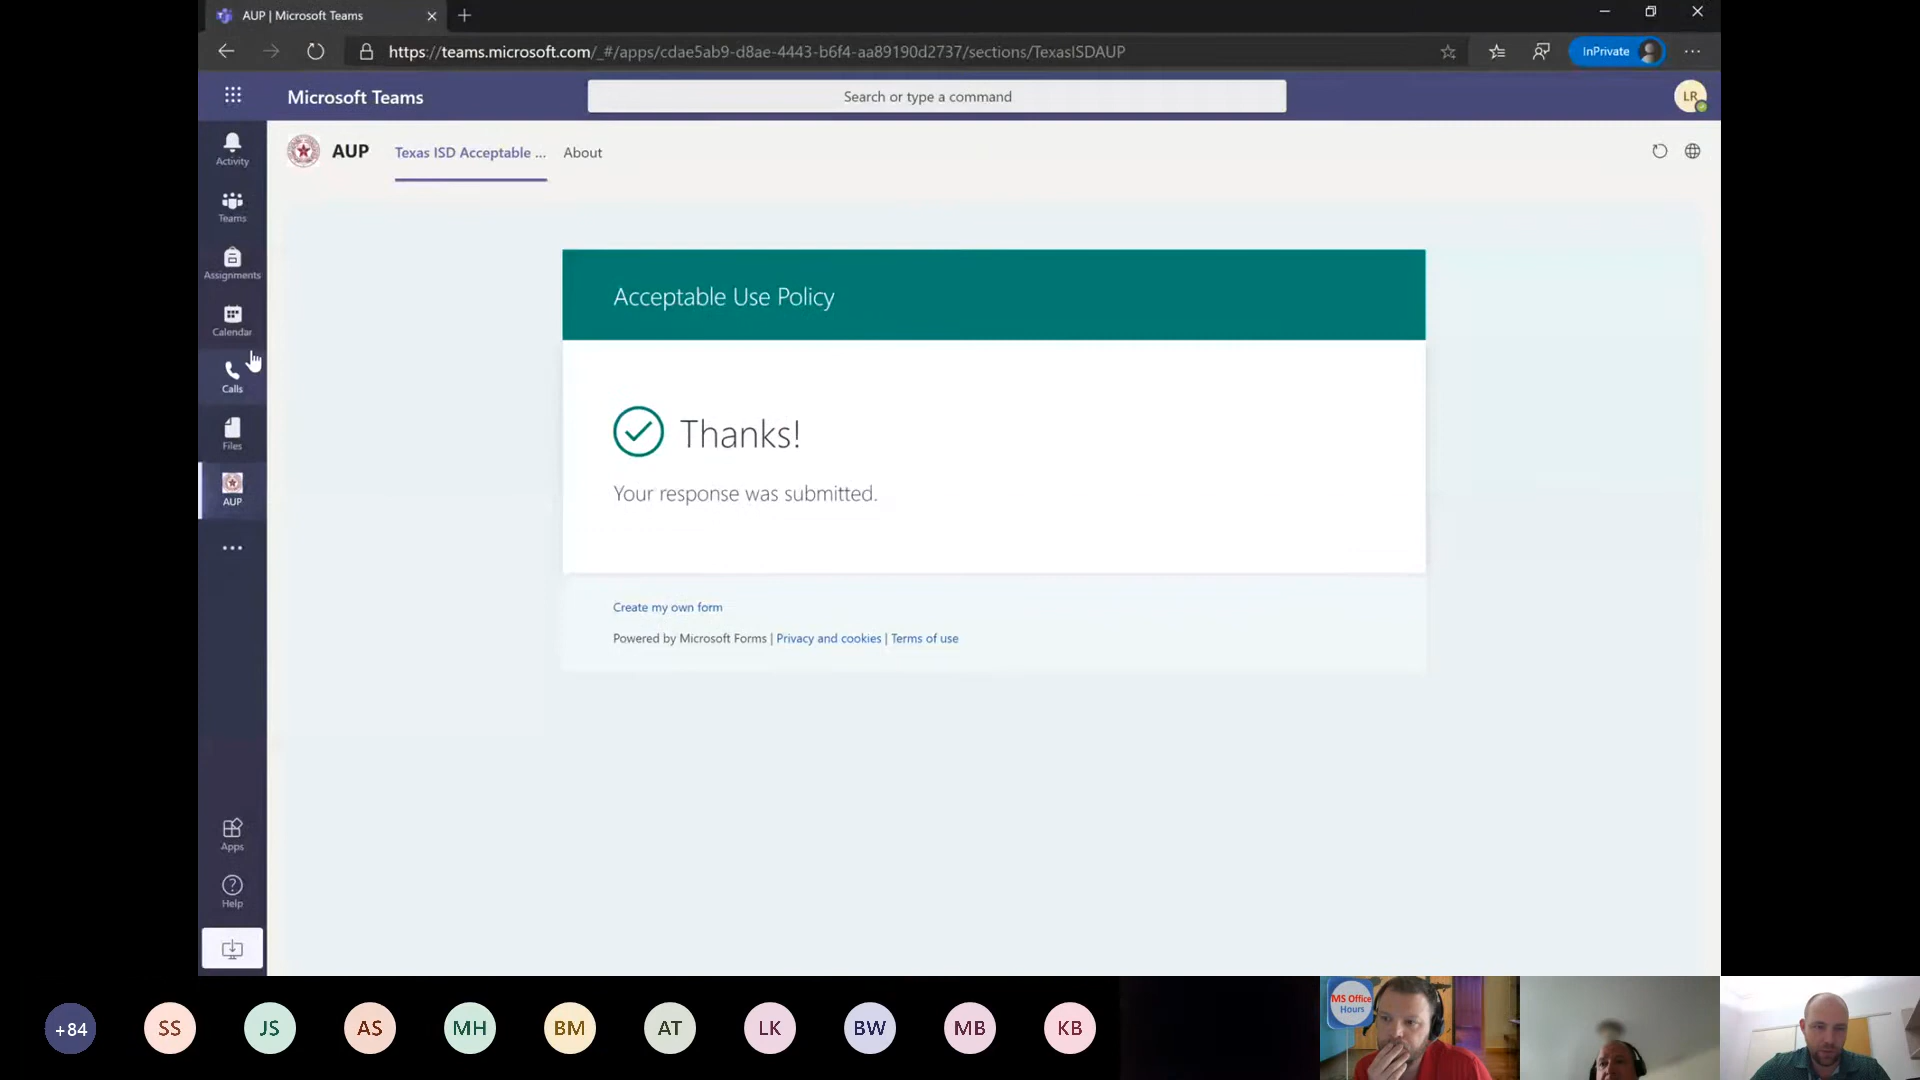 AUP | Microsoft Teams
https://teams.microsoft.com/_#/apps/cdae5ab9-d8ae-4443-b6f4-aa89190d2737/sections/TexasISDAUP
InPrivate
Microsoft Teams
Search or type a command
LR
Activity
Teams
Assignments
Calendar
Calls
Files
AUP
Apps
Help
AUP
Texas ISD Acceptable ...
About
Acceptable Use Policy
Thanks!
Your response was submitted.
Create my own form
Powered by Microsoft Forms | Privacy and cookies | Terms of use
+84
SS
JS
AS
MH
BM
AT
LK
BW
MB
KB
MS Office
Hours